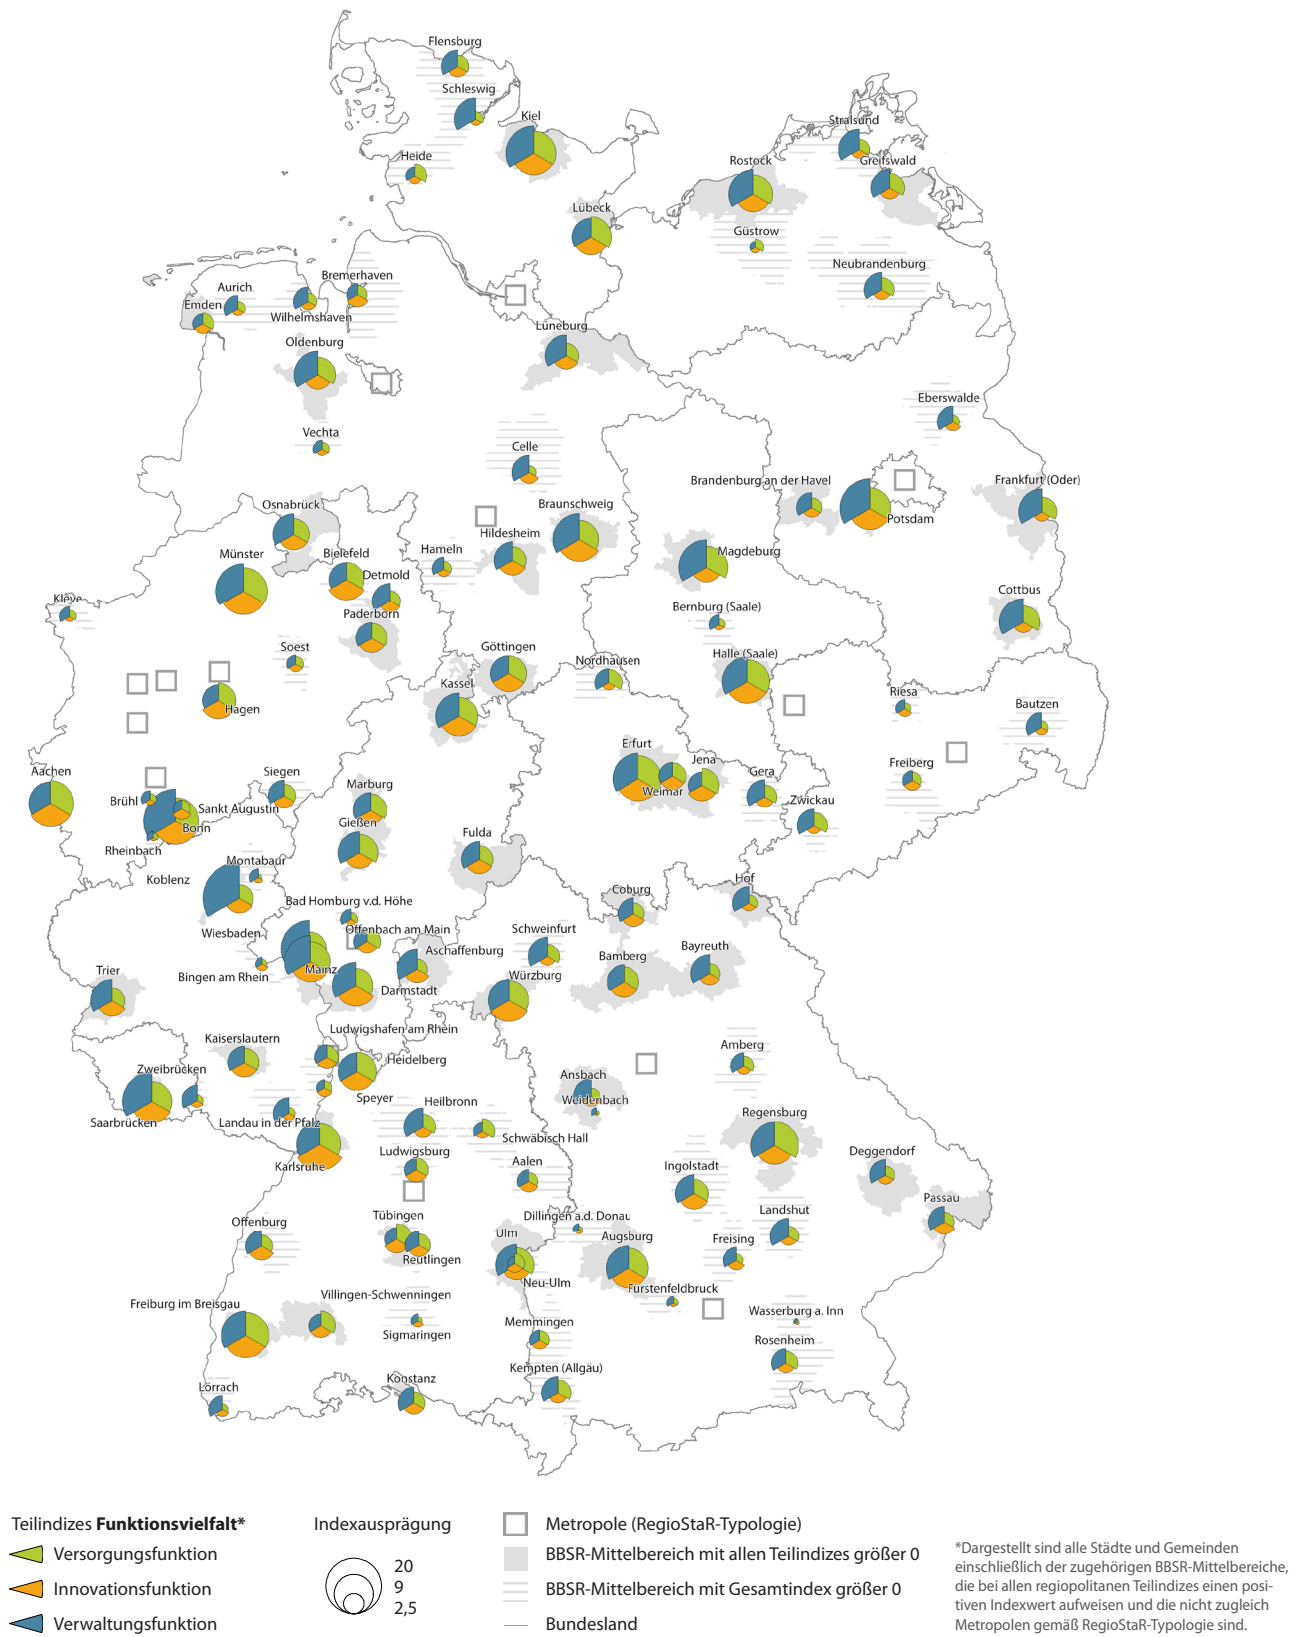 Flensburg
Schleswig
Kiel
Stralsund
Heide
Rostock
Greifswald
Lübeck
Güstrow
Neubrandenburg
Bremerhaven
Aurich
Emden
Wilhelmshaven
Lüneburg
Oldenburg
Eberswalde
Vechta
Celle
Brandenburg an der Havel
Frankfurt (Oder)
Osnabrück
Braunschweig
Potsdam
Hildesheim
Münster
Bielefeld
Hameln
Magdeburg
Detmold
Cottbus
Kleve
Bernburg (Saale)
Paderborn
Soest
Göttingen
Halle (Saale)
Nordhausen
Kassel
Riesa
Hagen
Bautzen
Erfurt
Jena
Aachen
Siegen
Gera
Freiberg
Marburg
Weimar
Brühl
Sankt Augustin
Zwickau
Gießen
Bonn
Fulda
Rheinbach
Montabaur
Koblenz
Hof
Coburg
Bad Homburg v.d. Höhe
Wiesbaden
Offenbach am Main
Schweinfurt
Aschaffenburg
Bayreuth
Bamberg
Trier
Mainz
Bingen am Rhein
Würzburg
Darmstadt
Ludwigshafen am Rhein
Kaiserslautern
Amberg
Heidelberg
Zweibrücken
Ansbach
Speyer
Heilbronn
Weidenbach
Saarbrücken
Landau in der Pfalz
Regensburg
Schwäbisch Hall
Ludwigsburg
Deggendorf
Karlsruhe
Aalen
Ingolstadt
Passau
Landshut
Tübingen
Dillingen a.d. Donau
Offenburg
Ulm
Augsburg
Freising
Reutlingen
Neu-Ulm
Fürstenfeldbruck
Villingen-Schwenningen
Freiburg im Breisgau
Wasserburg a. Inn
Memmingen
Sigmaringen
Rosenheim
Kempten (Allgäu)
Konstanz
Lörrach
Teilindizes Funktionsvielfalt*
Versorgungsfunktion
Innovationsfunktion
Verwaltungsfunktion
Indexausprägung
20
9
2,5
Metropole (RegioStaR-Typologie)
BBSR-Mittelbereich mit allen Teilindizes größer 0
BBSR-Mittelbereich mit Gesamtindex größer 0
Bundesland
*Dargestellt sind alle Städte und Gemeinden
einschließlich der zugehörigen BBSR-Mittelbereiche,
die bei allen regiopolitanen Teilindizes einen posi-
tiven Indexwert aufweisen und die nicht zugleich
Metropolen gemäß RegioStaR-Typologie sind.